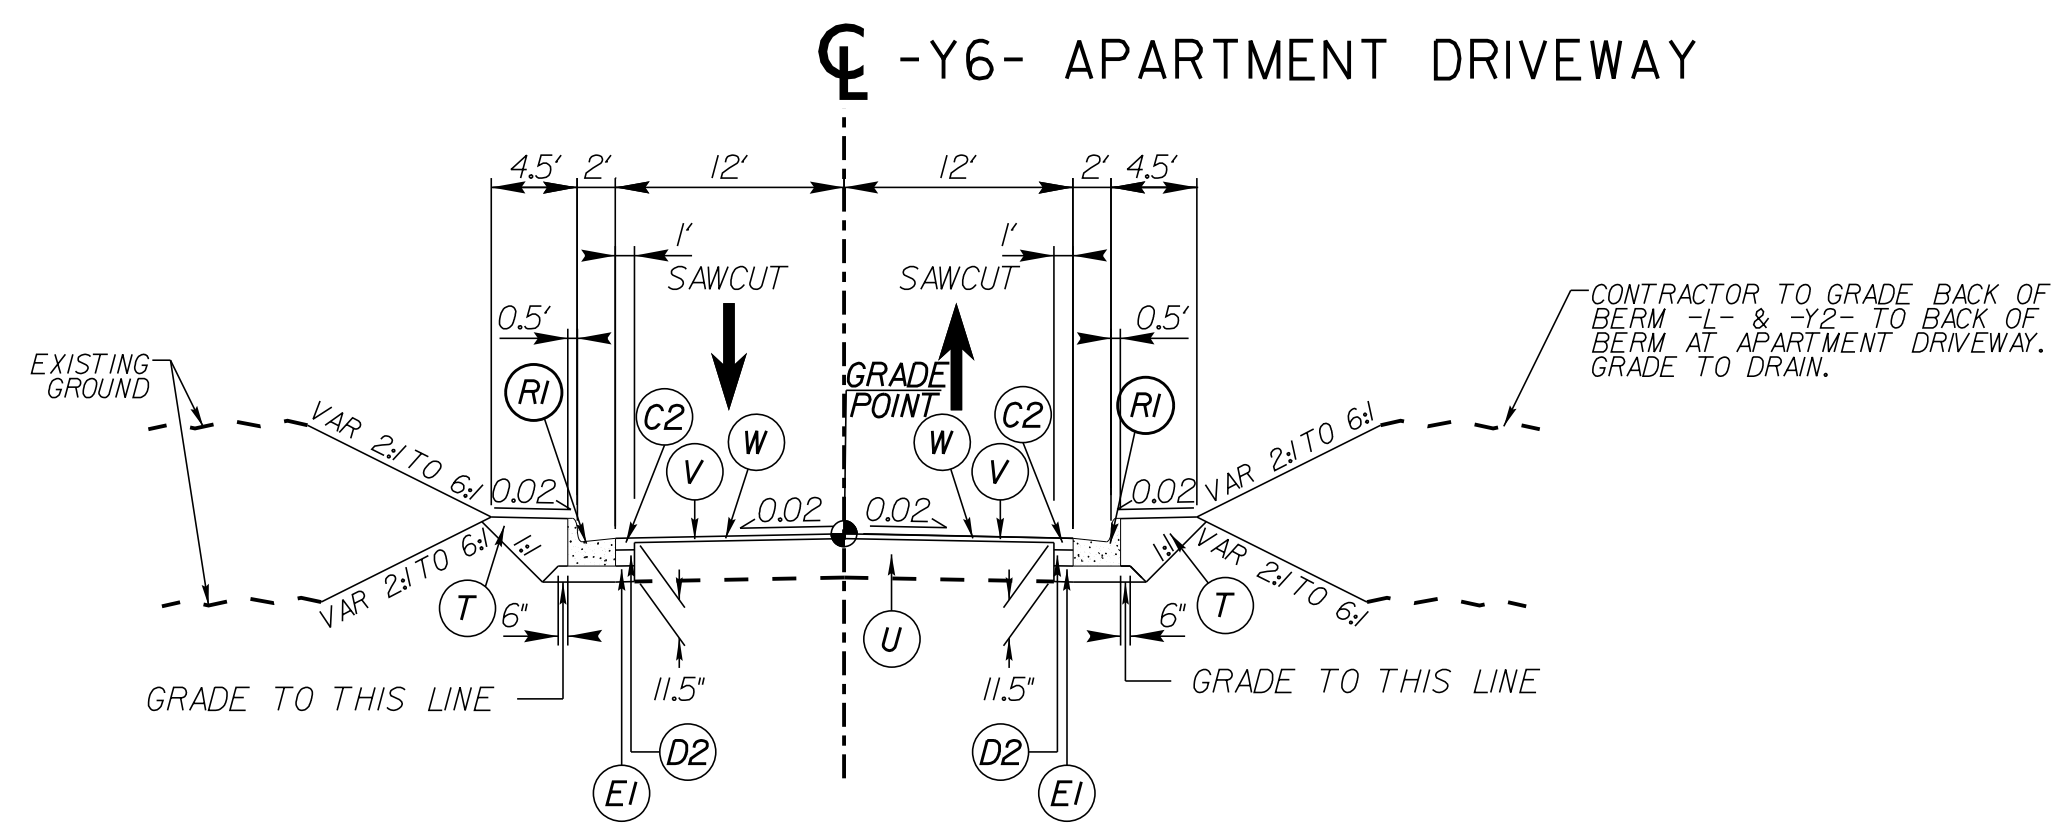 CL -Y6- APARTMENT DRIVEWAY
4.5' 2' 12' 12' 2' 4.5'
1' 1'
SAWCUT SAWCUT
0.5' 0.5'
CONTRACTOR TO GRADE BACK OF
BERM -L- & -Y2- TO BACK OF
BERM AT APARTMENT DRIVEWAY.
GRADE TO DRAIN.
EXISTING
GROUND
GRADE
POINT
R1 C2 V W W V C2 R1
VAR 2:1 TO 6:1 0.02 0.02 0.02 0.02 VAR 2:1 TO 6:1
VAR 2:1 TO 6:1 1:1 1:1 VAR 2:1 TO 6:1
T 6" U 6" T
GRADE TO THIS LINE 11.5" 11.5" GRADE TO THIS LINE
D2 D2
E1 E1